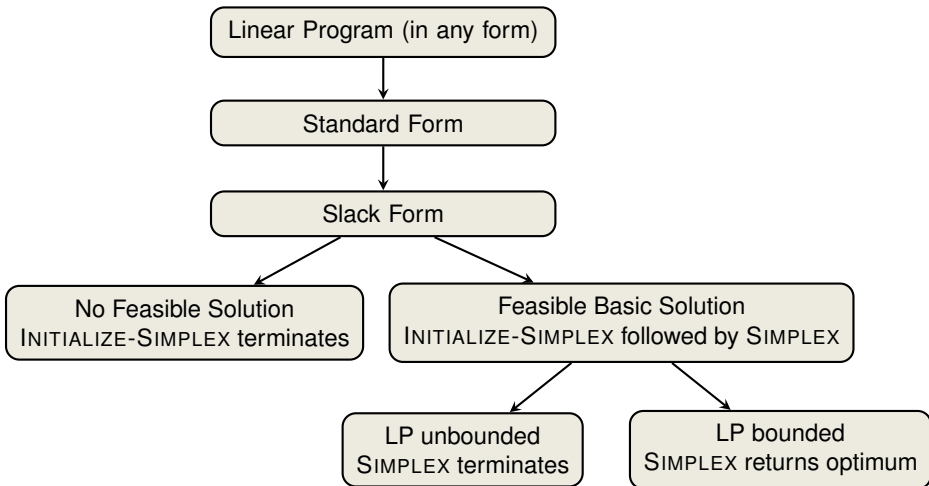 Linear Program (in any form)
Standard Form
Slack Form
No Feasible Solution
INITIALIZE-SIMPLEX terminates
Feasible Basic Solution
INITIALIZE-SIMPLEX followed by SIMPLEX
LP unbounded
SIMPLEX terminates
LP bounded
SIMPLEX returns optimum